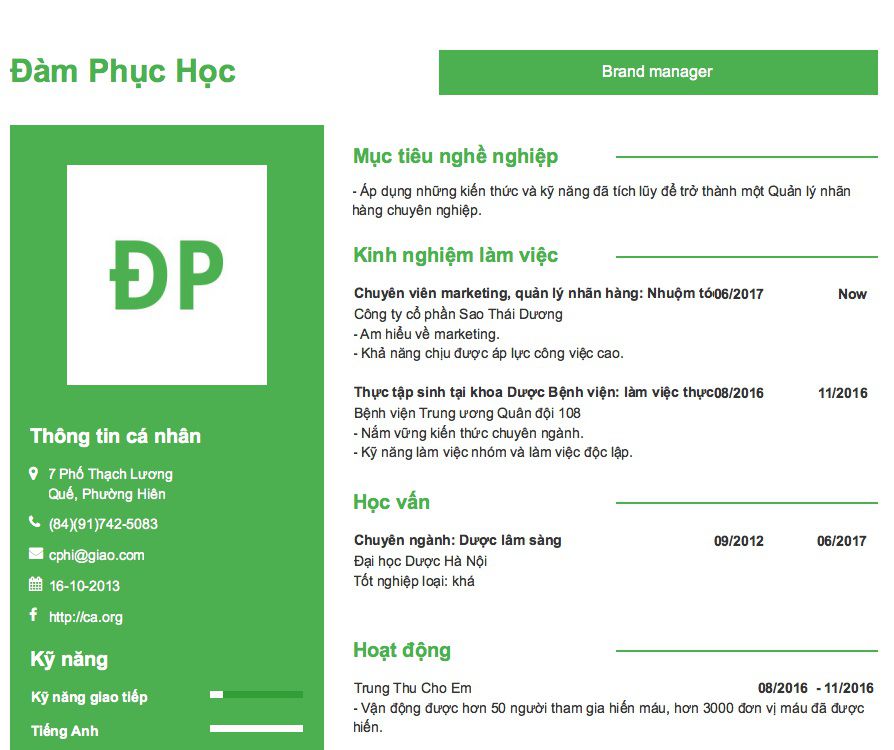 Đàm Phục Học
Brand manager
ĐP
Thông tin cá nhân
7 Phố Thạch Lương
Quế, Phường Hiên
(84)(91)742-5083
cphi@giao.com
16-10-2013
http://ca.org
Kỹ năng
Kỹ năng giao tiếp
Tiếng Anh
Mục tiêu nghề nghiệp
- Áp dụng những kiến thức và kỹ năng đã tích lũy để trở thành một Quản lý nhãn
hàng chuyên nghiệp.
Kinh nghiệm làm việc
Chuyên viên marketing, quản lý nhãn hàng: Nhuộm tóc 06/2017 Now
Công ty cổ phần Sao Thái Dương
- Am hiểu về marketing.
- Khả năng chịu được áp lực công việc cao.
Thực tập sinh tại khoa Dược Bệnh viện: làm việc thực 08/2016 11/2016
Bệnh viện Trung ương Quân đội 108
- Nắm vững kiến thức chuyên ngành.
- Kỹ năng làm việc nhóm và làm việc độc lập.
Học vấn
Chuyên ngành: Dược lâm sàng 09/2012 06/2017
Đại học Dược Hà Nội
Tốt nghiệp loại: khá
Hoạt động
Trung Thu Cho Em 08/2016 - 11/2016
- Vận động được hơn 50 người tham gia hiến máu, hơn 3000 đơn vị máu đã được
hiến.